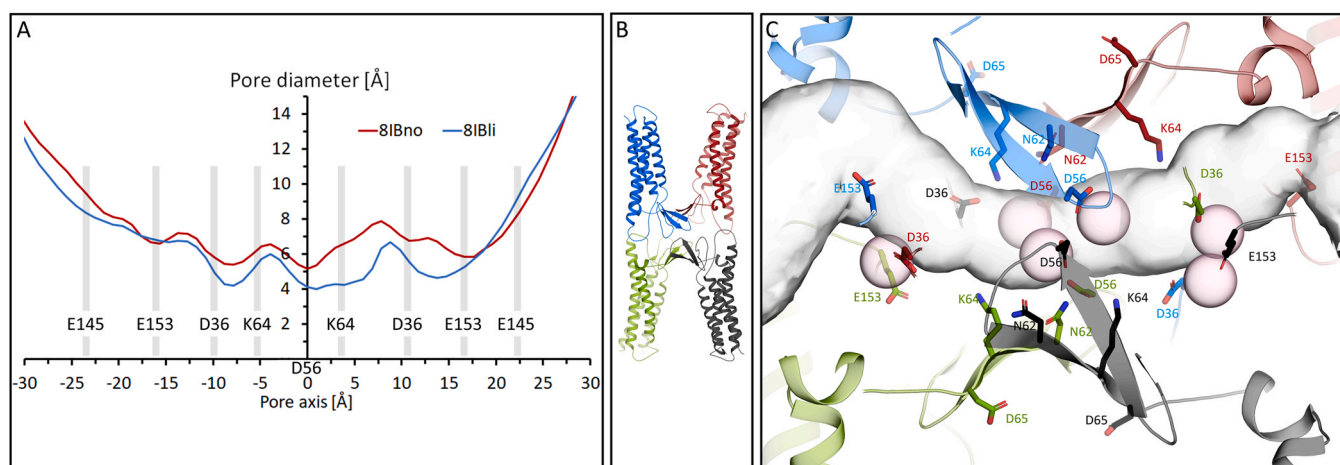 A
Pore diameter [Å]
8IBno
8IBli
14
12
10
8
6
4
2
E145
E153
D36
K64
K64
D36
E153
E145
D56
-30
-25
-20
-15
-10
-5
0
5
10
15
20
25
30
Pore axis [Å]
B
C
D65
D65
K64
N62
N62
K64
D56
D56
D36
E153
E153
D36
D36
D56
E153
E153
D56
D36
K64
K64
N62
N62
D65
D65